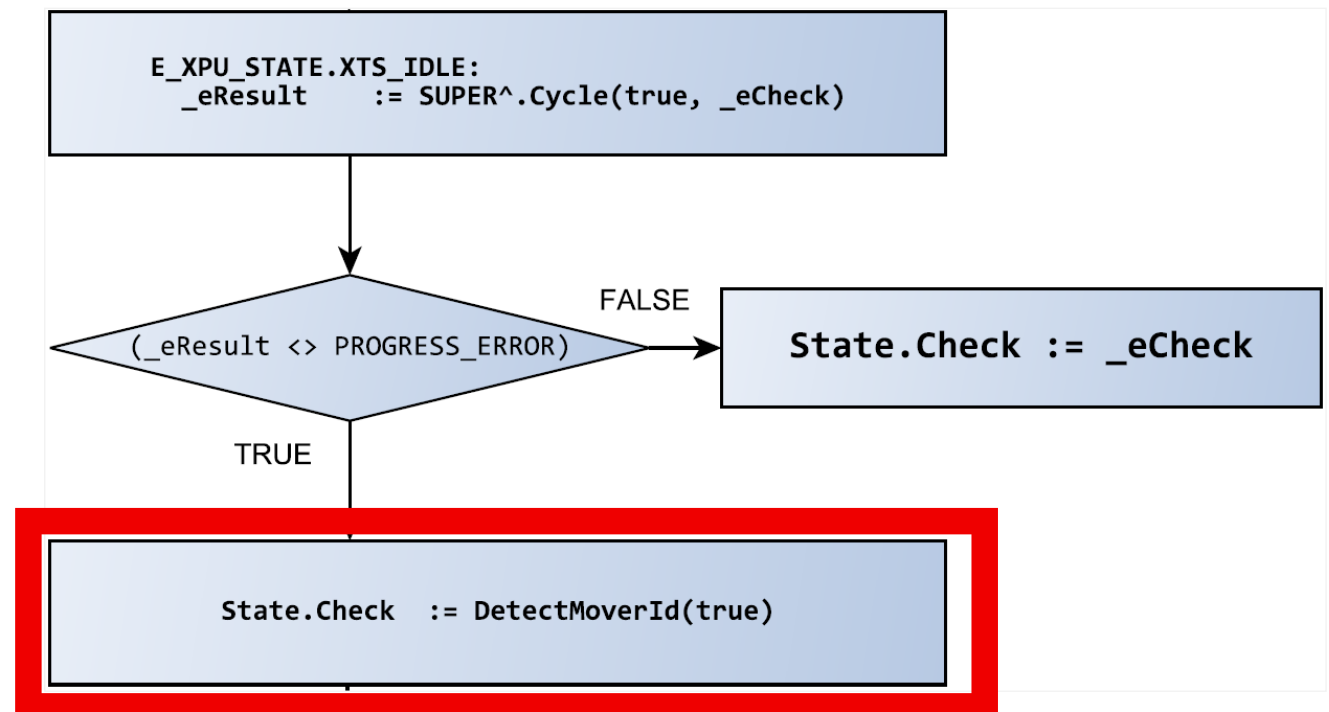 E_XPU_STATE.XTS_IDLE:
_eResult := SUPER^.Cycle(true, _eCheck)
(_eResult <> PROGRESS_ERROR)
FALSE
State.Check := _eCheck
TRUE
State.Check := DetectMoverId(true)